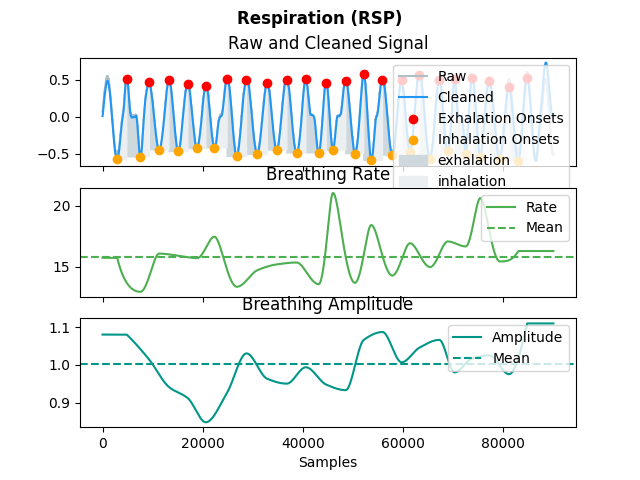 Respiration (RSP)
Raw and Cleaned Signal
0.5
0.0
−0.5
Raw
Cleaned
Exhalation Onsets
Inhalation Onsets
exhalation
inhalation
Breathing Rate
20
15
Rate
Mean
Breathing Amplitude
1.1
1.0
0.9
Amplitude
Mean
0 20000 40000 60000 80000
Samples